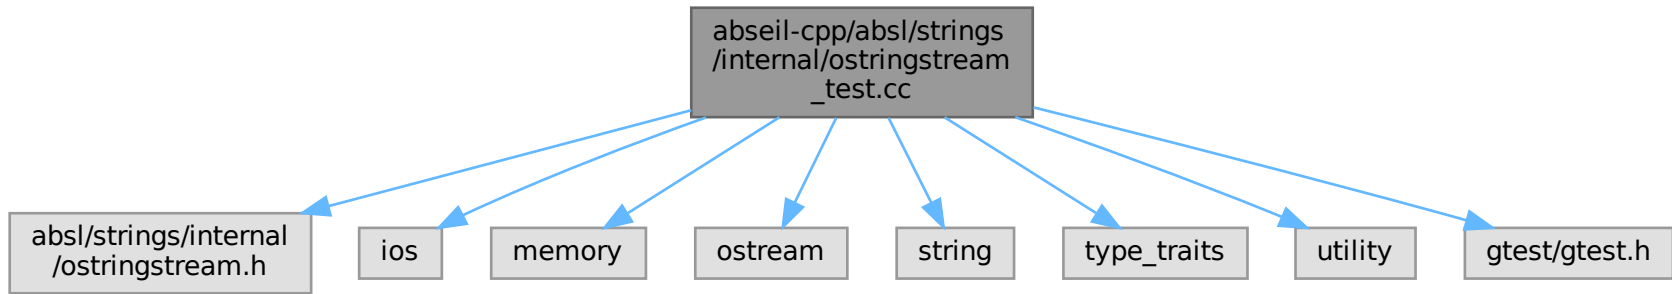 abseil-cpp/absl/strings
/internal/ostringstream
_test.cc
absl/strings/internal
/ostringstream.h
ios
memory
ostream
string
type_traits
utility
gtest/gtest.h